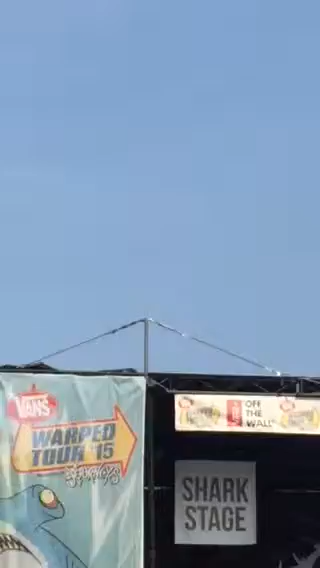 VANS
WARPED
TOUR '15
OFF
THE
WALL
SHARK
STAGE